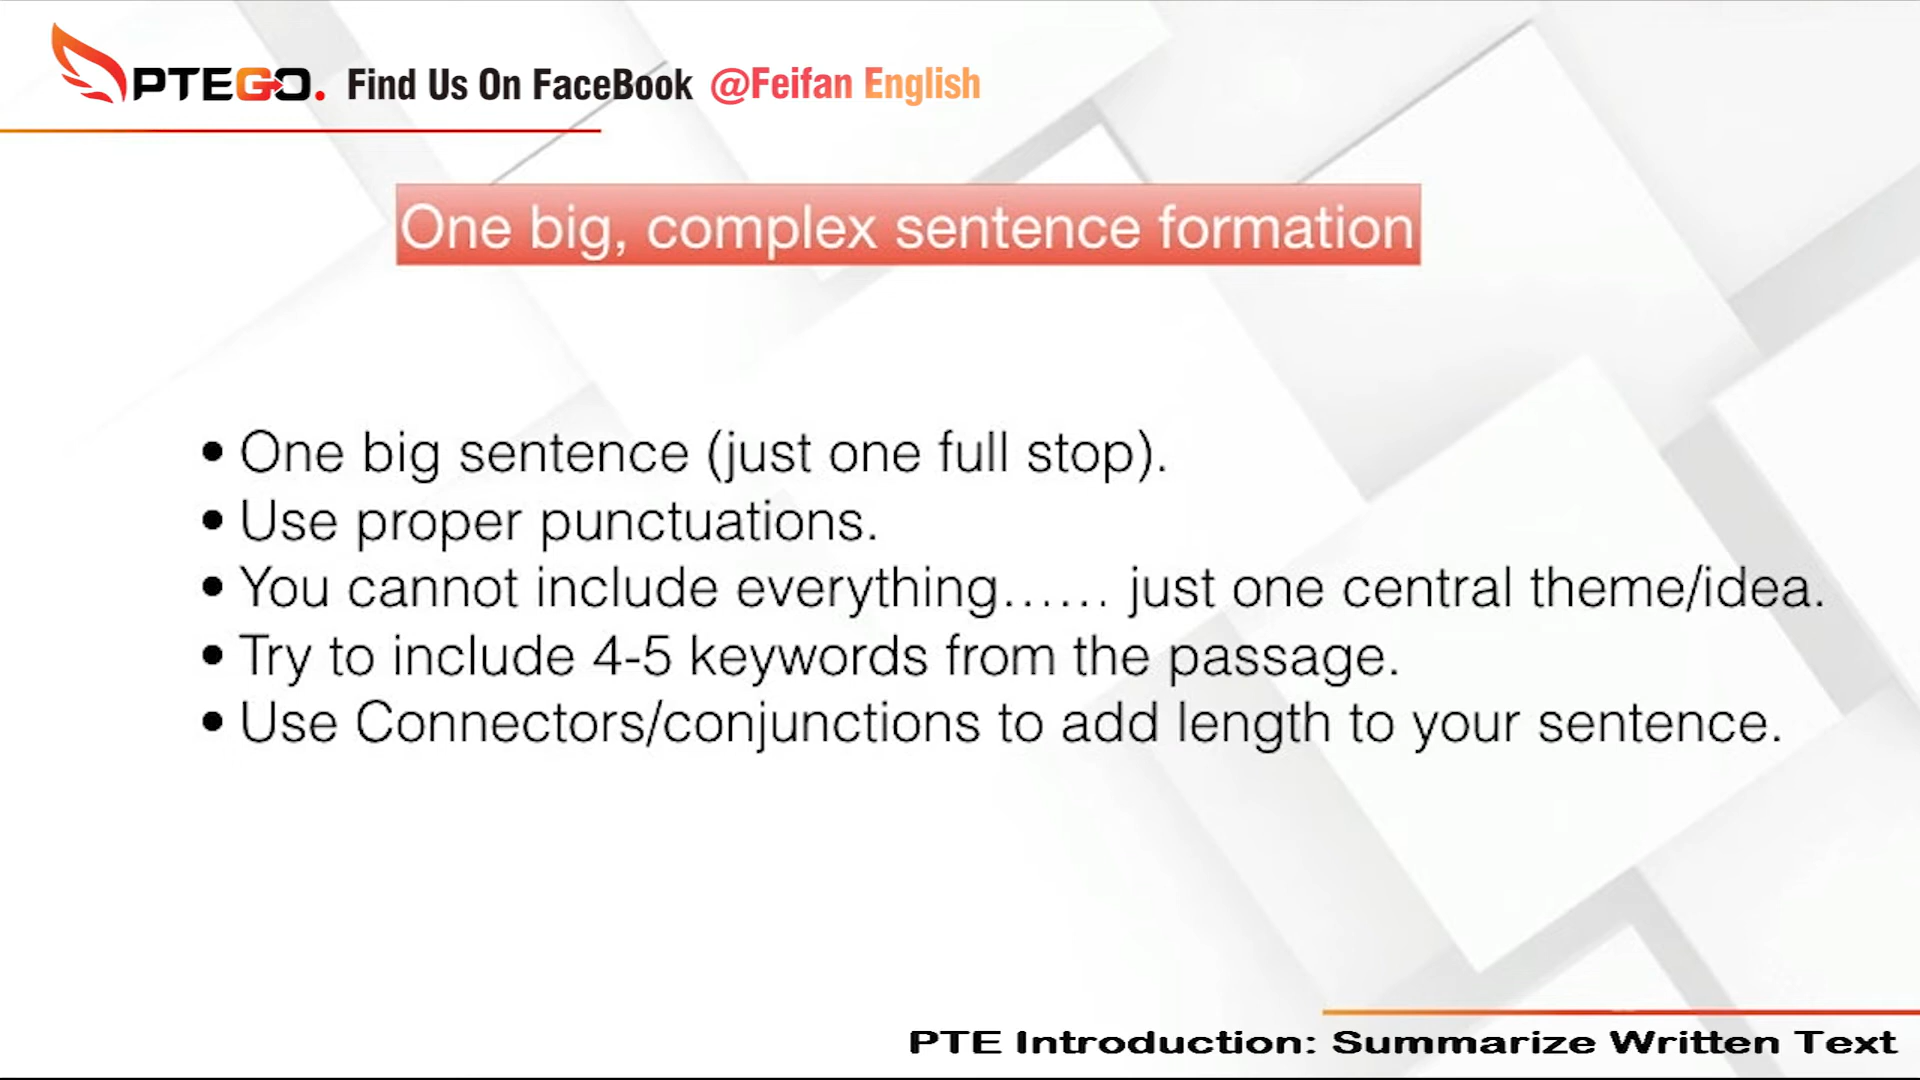 PTEGO. Find Us On FaceBook @Feifan English
One big, complex sentence formation
• One big sentence (just one full stop).
• Use proper punctuations.
• You cannot include everything...... just one central theme/idea.
• Try to include 4-5 keywords from the passage.
• Use Connectors/conjunctions to add length to your sentence.
PTE Introduction: Summarize Written Text